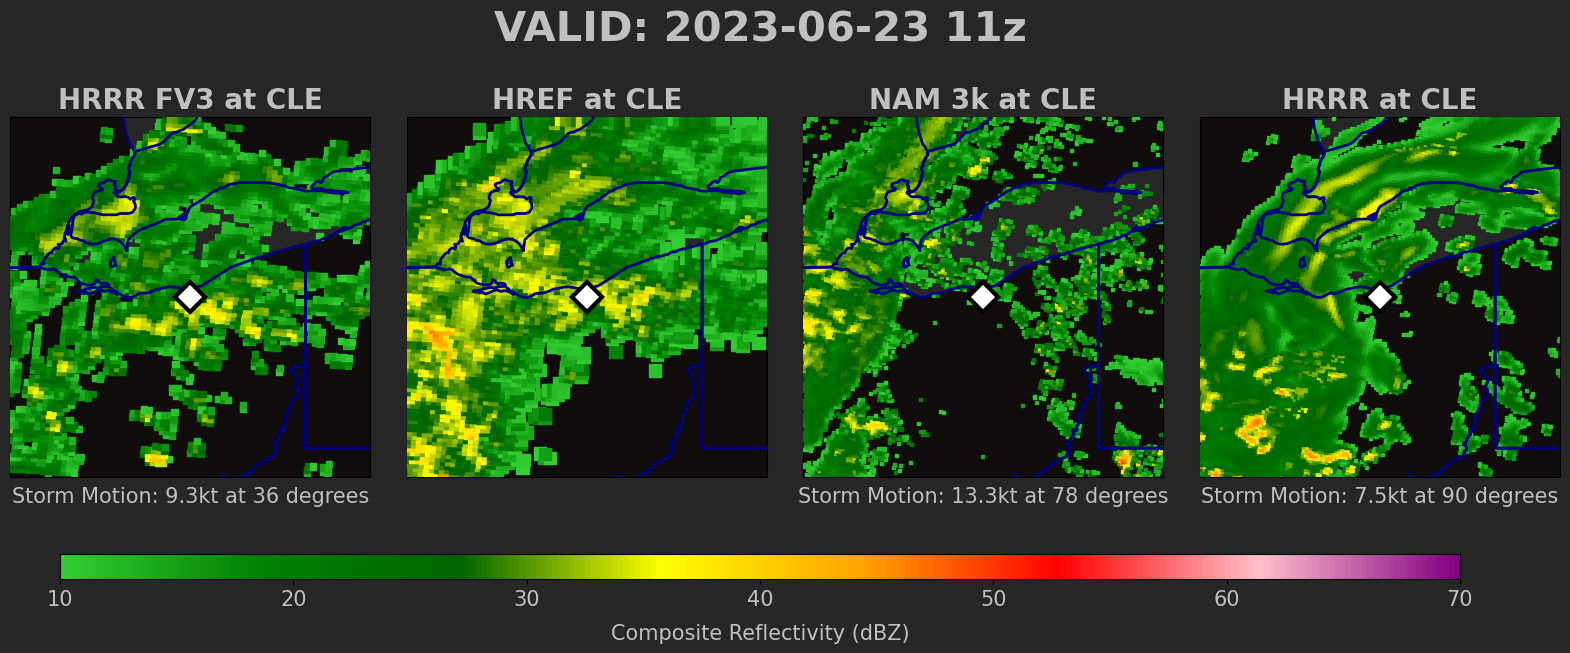 VALID: 2023-06-23 11z
HRRR FV3 at CLE
HREF at CLE
NAM 3k at CLE
HRRR at CLE
Storm Motion: 9.3kt at 36 degrees
Storm Motion: 13.3kt at 78 degrees
Storm Motion: 7.5kt at 90 degrees
10 20 30 40 50 60 70
Composite Reflectivity (dBZ)